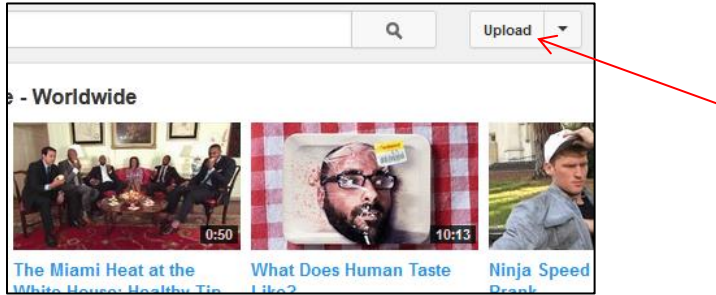 Upload
e - Worldwide
0:50
10:13
The Miami Heat at the
White House: Healthy Tip
What Does Human Taste
Like?
Ninja Speed
Prank